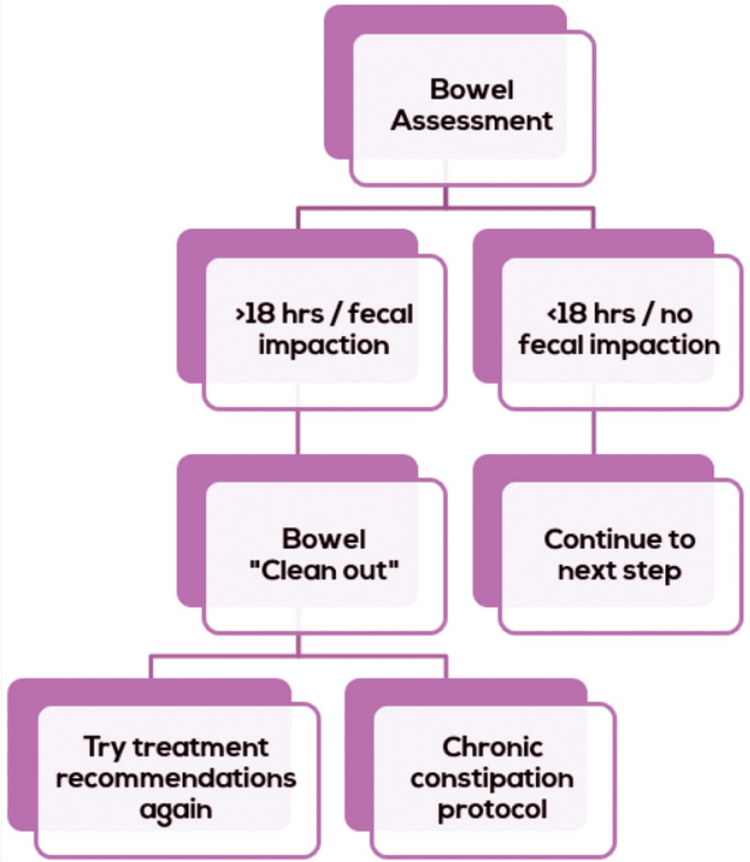 Bowel
Assessment
>18 hrs / fecal
impaction
<18 hrs / no
fecal impaction
Bowel
"Clean out"
Continue to
next step
Try treatment
recommendations
again
Chronic
constipation
protocol